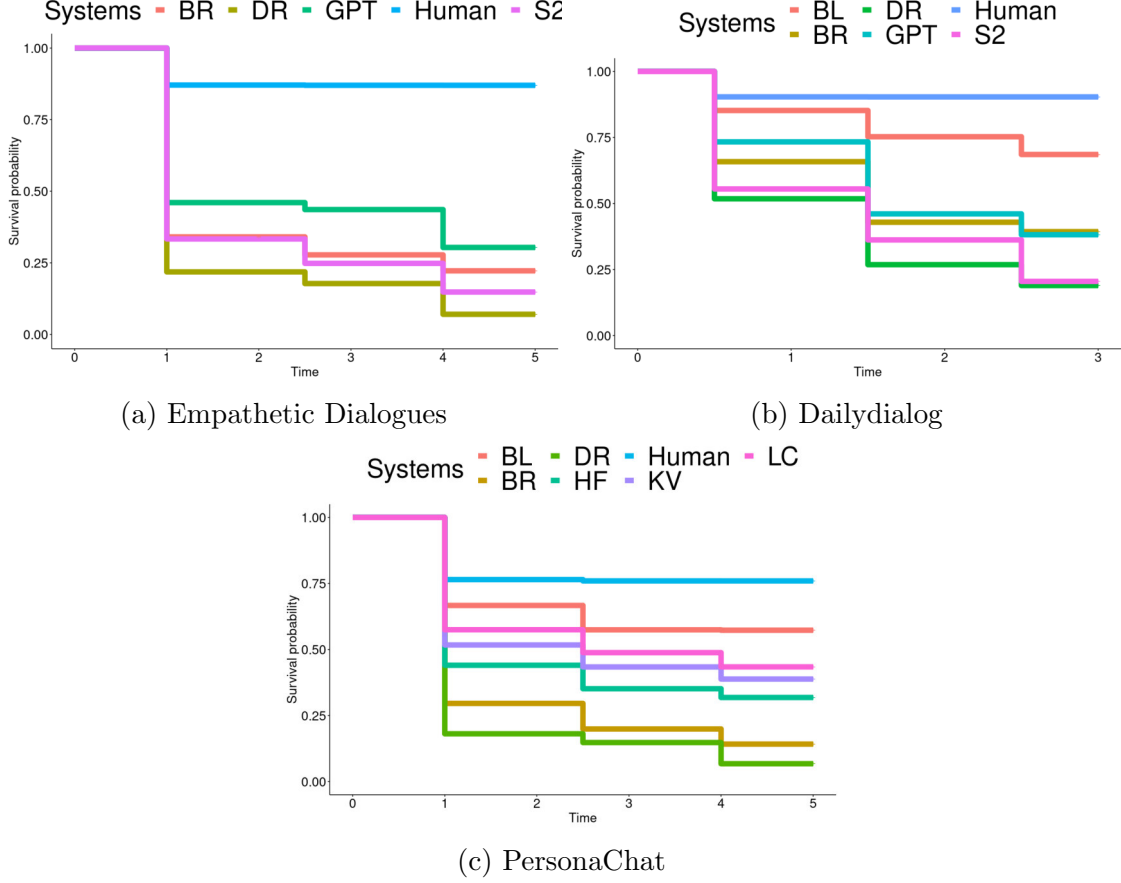 Systems BR DR GPT Human S2
Survival probability
1.00
0.75
0.50
0.25
0.00
0 1 2 3 4 5
Time
(a) Empathetic Dialogues
Systems BL DR Human
BR GPT S2
Survival probability
1.00
0.75
0.50
0.25
0.00
0 1 2 3
Time
(b) Dailydialog
Systems BL DR Human LC
BR HF KV
Survival probability
1.00
0.75
0.50
0.25
0.00
0 1 2 3 4 5
Time
(c) PersonaChat